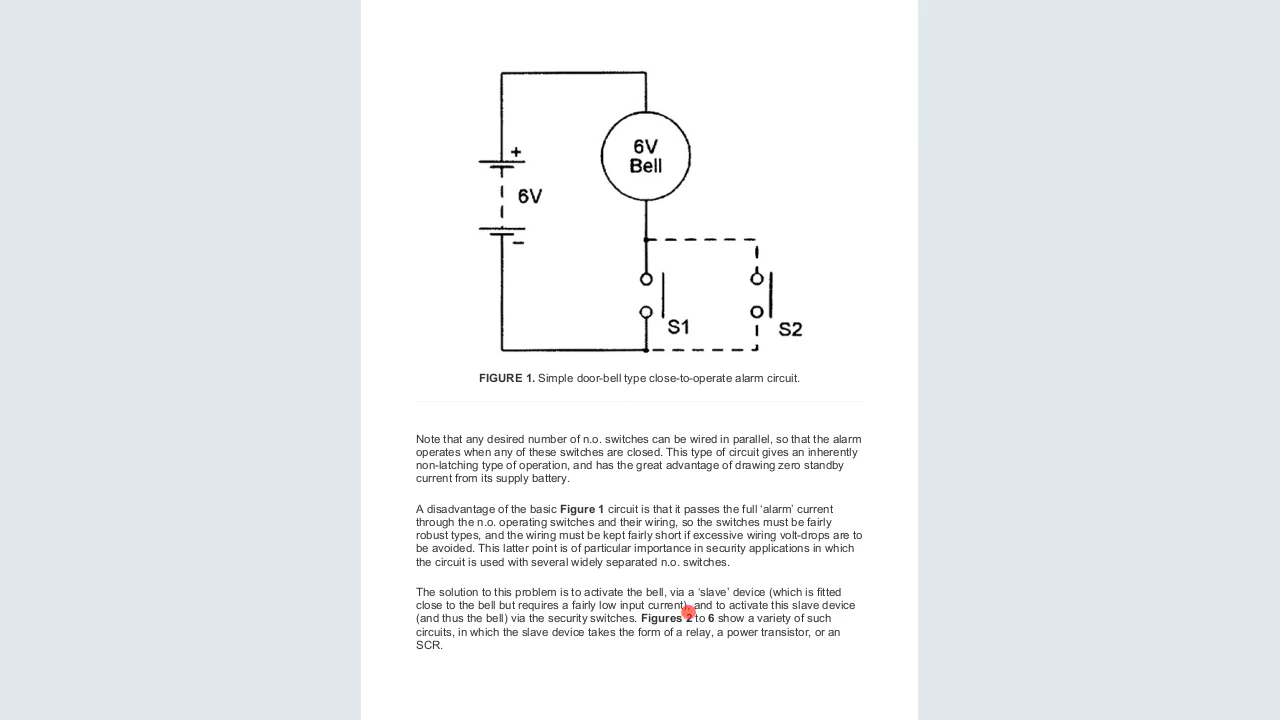 +
6V
Bell
6V
–
S1
S2
FIGURE 1. Simple door-bell type close-to-operate alarm circuit.
Note that any desired number of n.o. switches can be wired in parallel, so that the alarm
operates when any of these switches are closed. This type of circuit gives an inherently
non-latching type of operation, and has the great advantage of drawing zero standby
current from its supply battery.
A disadvantage of the basic Figure 1 circuit is that it passes the full ‘alarm’ current
through the n.o. operating switches and their wiring, so the switches must be fairly
robust types, and the wiring must be kept fairly short if excessive wiring volt-drops are to
be avoided. This latter point is of particular importance in security applications in which
the circuit is used with several widely separated n.o. switches.
The solution to this problem is to activate the bell, via a ‘slave’ device (which is fitted
close to the bell but requires a fairly low input current), and to activate this slave device
(and thus the bell) via the security switches. Figures 2 to 6 show a variety of such
circuits, in which the slave device takes the form of a relay, a power transistor, or an
SCR.